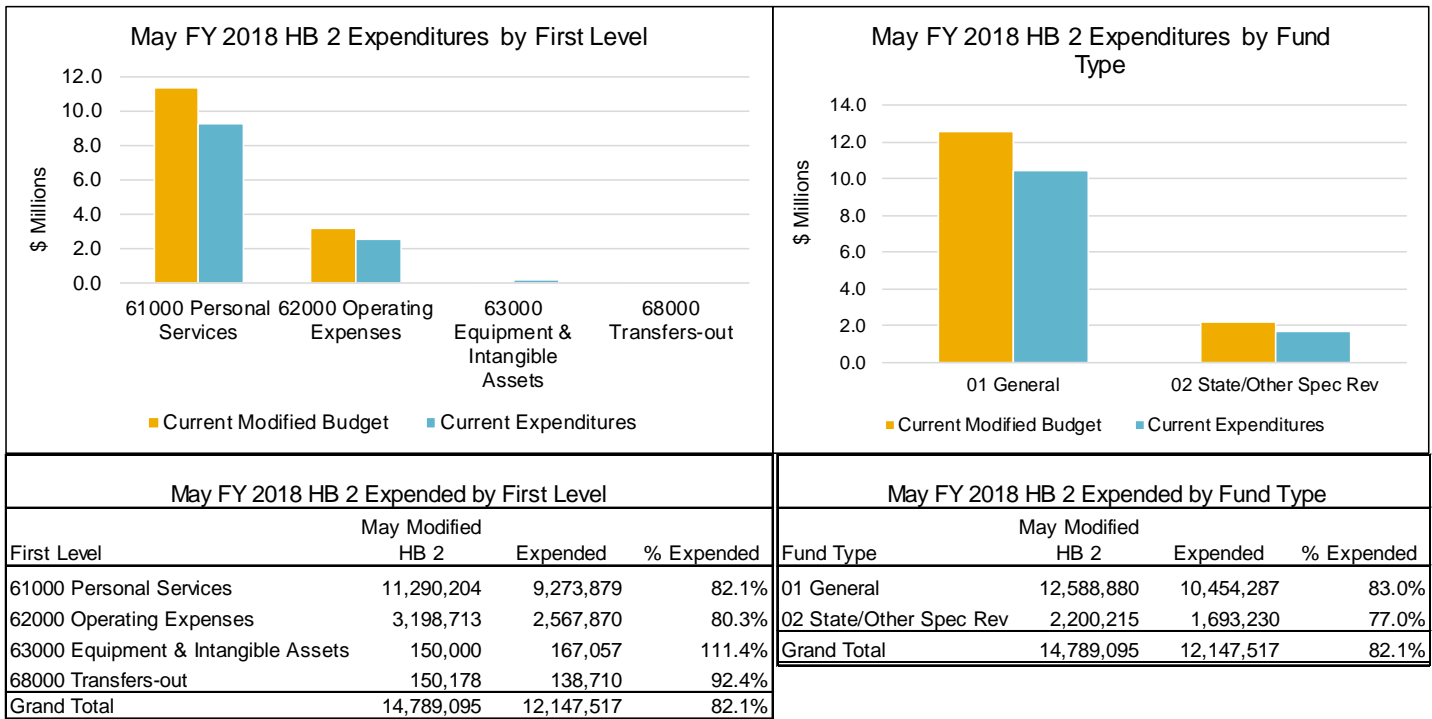 May FY 2018 HB 2 Expenditures by First Level
12.0
10.0
8.0
6.0
4.0
2.0
0.0
$ Millions
61000 Personal Services
62000 Operating Expenses
63000 Equipment & Intangible Assets
68000 Transfers-out
Current Modified Budget Current Expenditures
May FY 2018 HB 2 Expenditures by Fund
Type
14.0
12.0
10.0
8.0
6.0
4.0
2.0
0.0
$ Millions
01 General 02 State/Other Spec Rev
Current Modified Budget Current Expenditures
May FY 2018 HB 2 Expended by First Level
May Modified
First Level HB 2 Expended % Expended
61000 Personal Services 11,290,204 9,273,879 82.1%
62000 Operating Expenses 3,198,713 2,567,870 80.3%
63000 Equipment & Intangible Assets 150,000 167,057 111.4%
68000 Transfers-out 150,178 138,710 92.4%
Grand Total 14,789,095 12,147,517 82.1%
May FY 2018 HB 2 Expended by Fund Type
May Modified
Fund Type HB 2 Expended % Expended
01 General 12,588,880 10,454,287 83.0%
02 State/Other Spec Rev 2,200,215 1,693,230 77.0%
Grand Total 14,789,095 12,147,517 82.1%